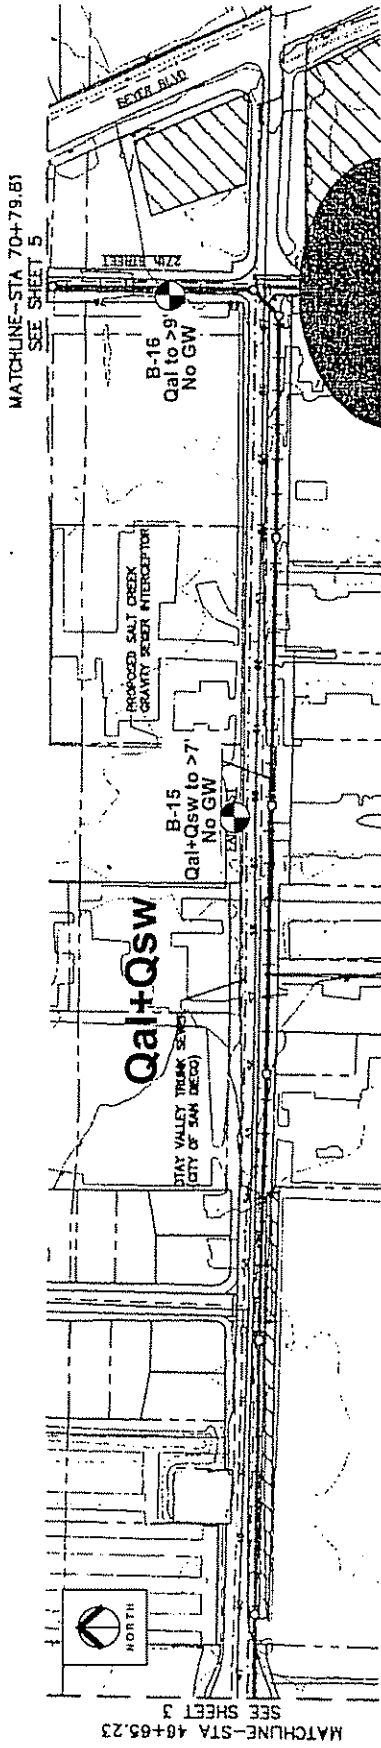 MATCHLINE-STA 70+79.81
SEE SHEET 5
BEYER BLVD
27th STREET
B-16
Qal to >9'
No GW
PROPOSED SALT CREEK
GRAVITY SEWER INTERCEPTOR
B-15
Qal+Qsw to >7'
No GW
Qal+Qsw
OTAY VALLEY TRUNK SEWER
(CITY OF SAN DIEGO)
NORTH
MATCHLINE-STA 46+65.23
SEE SHEET 3